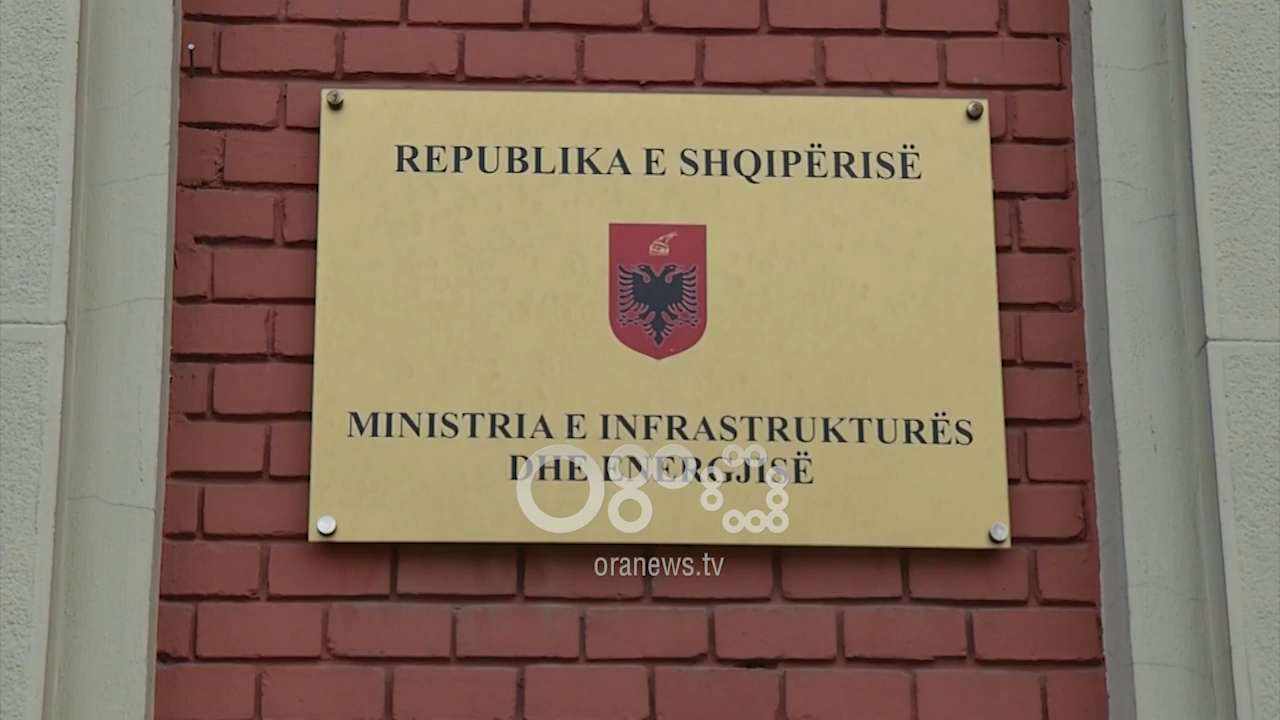 REPUBLIKA E SHQIPËRISË
MINISTRIA E INFRASTRUKTURËS
DHE ENERGJISË
oranews.tv